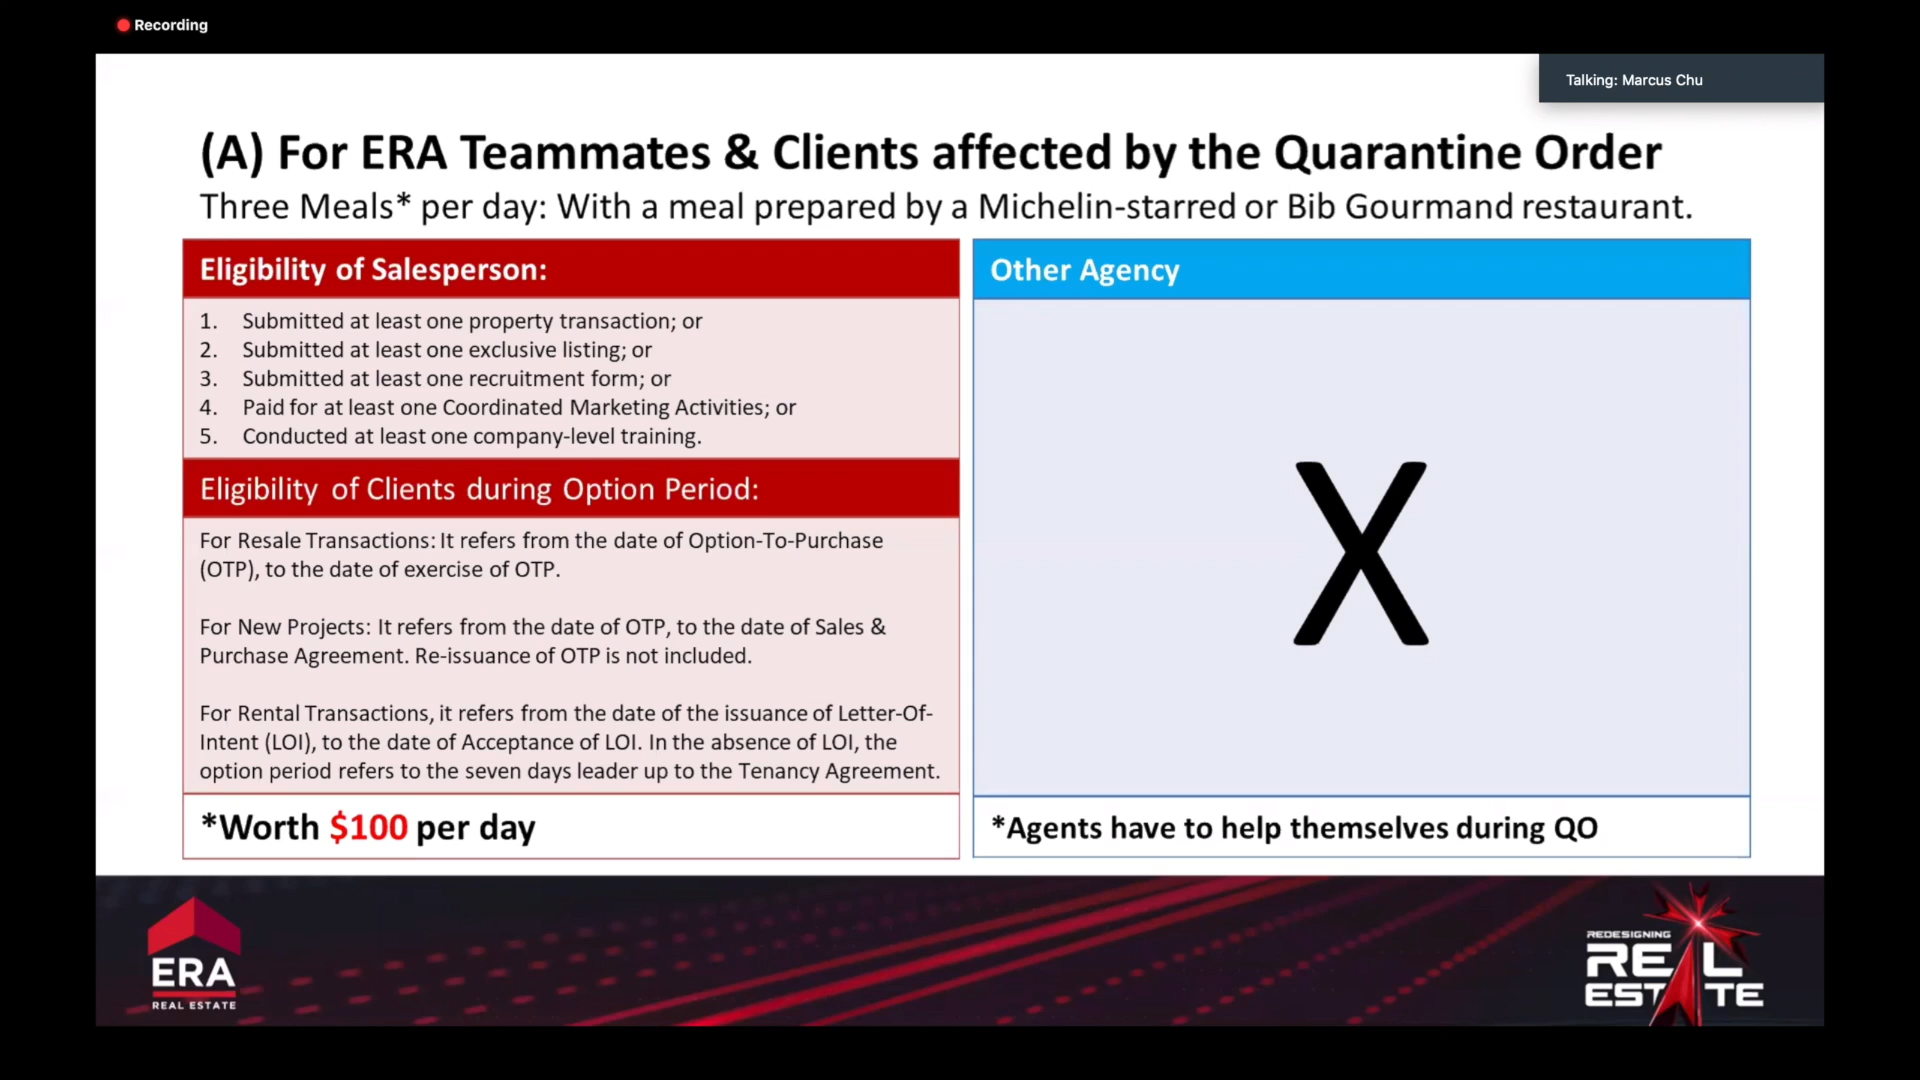 Recording
Talking: Marcus Chu
(A) For ERA Teammates & Clients affected by the Quarantine Order
Three Meals* per day: With a meal prepared by a Michelin-starred or Bib Gourmand restaurant.
Eligibility of Salesperson:
1. Submitted at least one property transaction; or
2. Submitted at least one exclusive listing; or
3. Submitted at least one recruitment form; or
4. Paid for at least one Coordinated Marketing Activities; or
5. Conducted at least one company-level training.
Eligibility of Clients during Option Period:
For Resale Transactions: It refers from the date of Option-To-Purchase
(OTP), to the date of exercise of OTP.
For New Projects: It refers from the date of OTP, to the date of Sales &
Purchase Agreement. Re-issuance of OTP is not included.
For Rental Transactions, it refers from the date of the issuance of Letter-Of-
Intent (LOI), to the date of Acceptance of LOI. In the absence of LOI, the
option period refers to the seven days leader up to the Tenancy Agreement.
*Worth $100 per day
Other Agency
X
*Agents have to help themselves during QO
ERA
REAL ESTATE
REDESIGNING
REAL
ESTATE